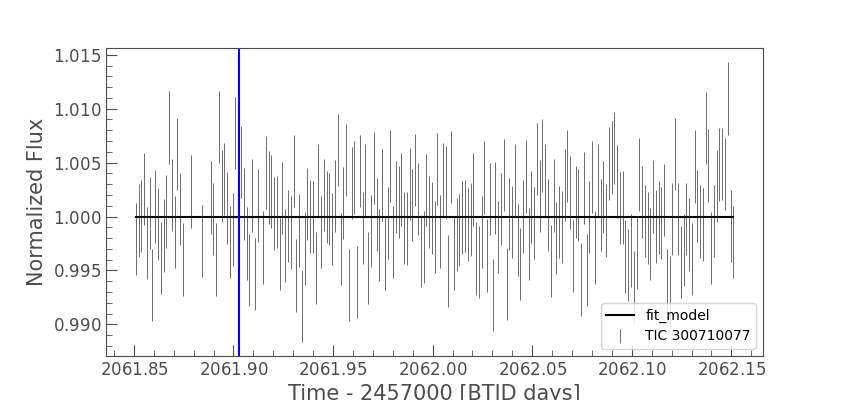 1.015
1.010
1.005
1.000
0.995
0.990
Normalized Flux
fit_model
TIC 300710077
2061.85 2061.90 2061.95 2062.00 2062.05 2062.10 2062.15
Time - 2457000 [BTJD days]